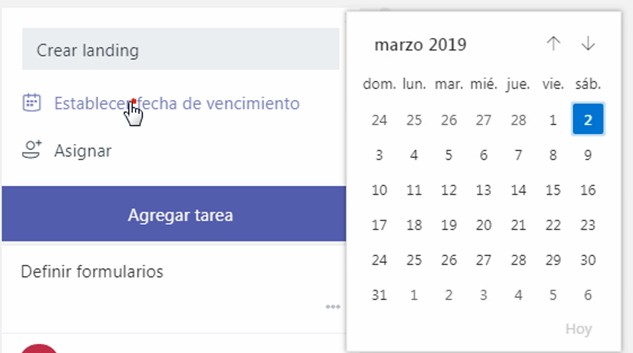 Crear landing
Establecer fecha de vencimiento
Asignar
Agregar tarea
Definir formularios
marzo 2019
dom. lun. mar. mié. jue. vie. sáb.
24 25 26 27 28 1 2
3 4 5 6 7 8 9
10 11 12 13 14 15 16
17 18 19 20 21 22 23
24 25 26 27 28 29 30
31 1 2 3 4 5 6
Hoy